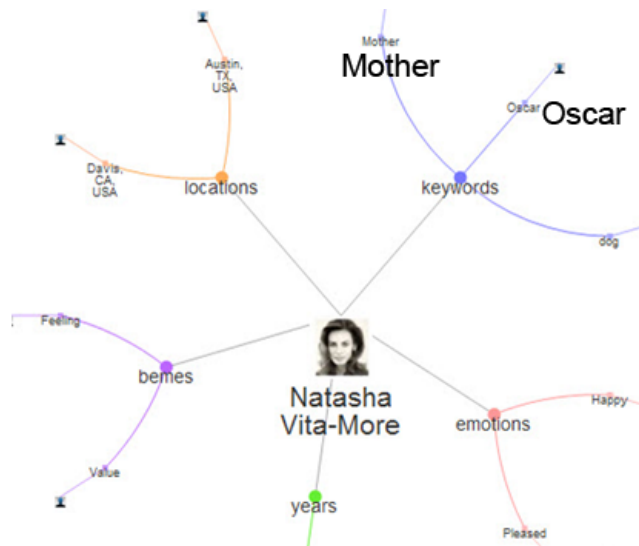 Mother
Mother
Oscar
Oscar
Austin,
TX,
USA
Davis,
CA,
USA
locations
keywords
dog
Feeling
bemes
Value
Natasha
Vita-More
emotions
Happy
Pleased
years